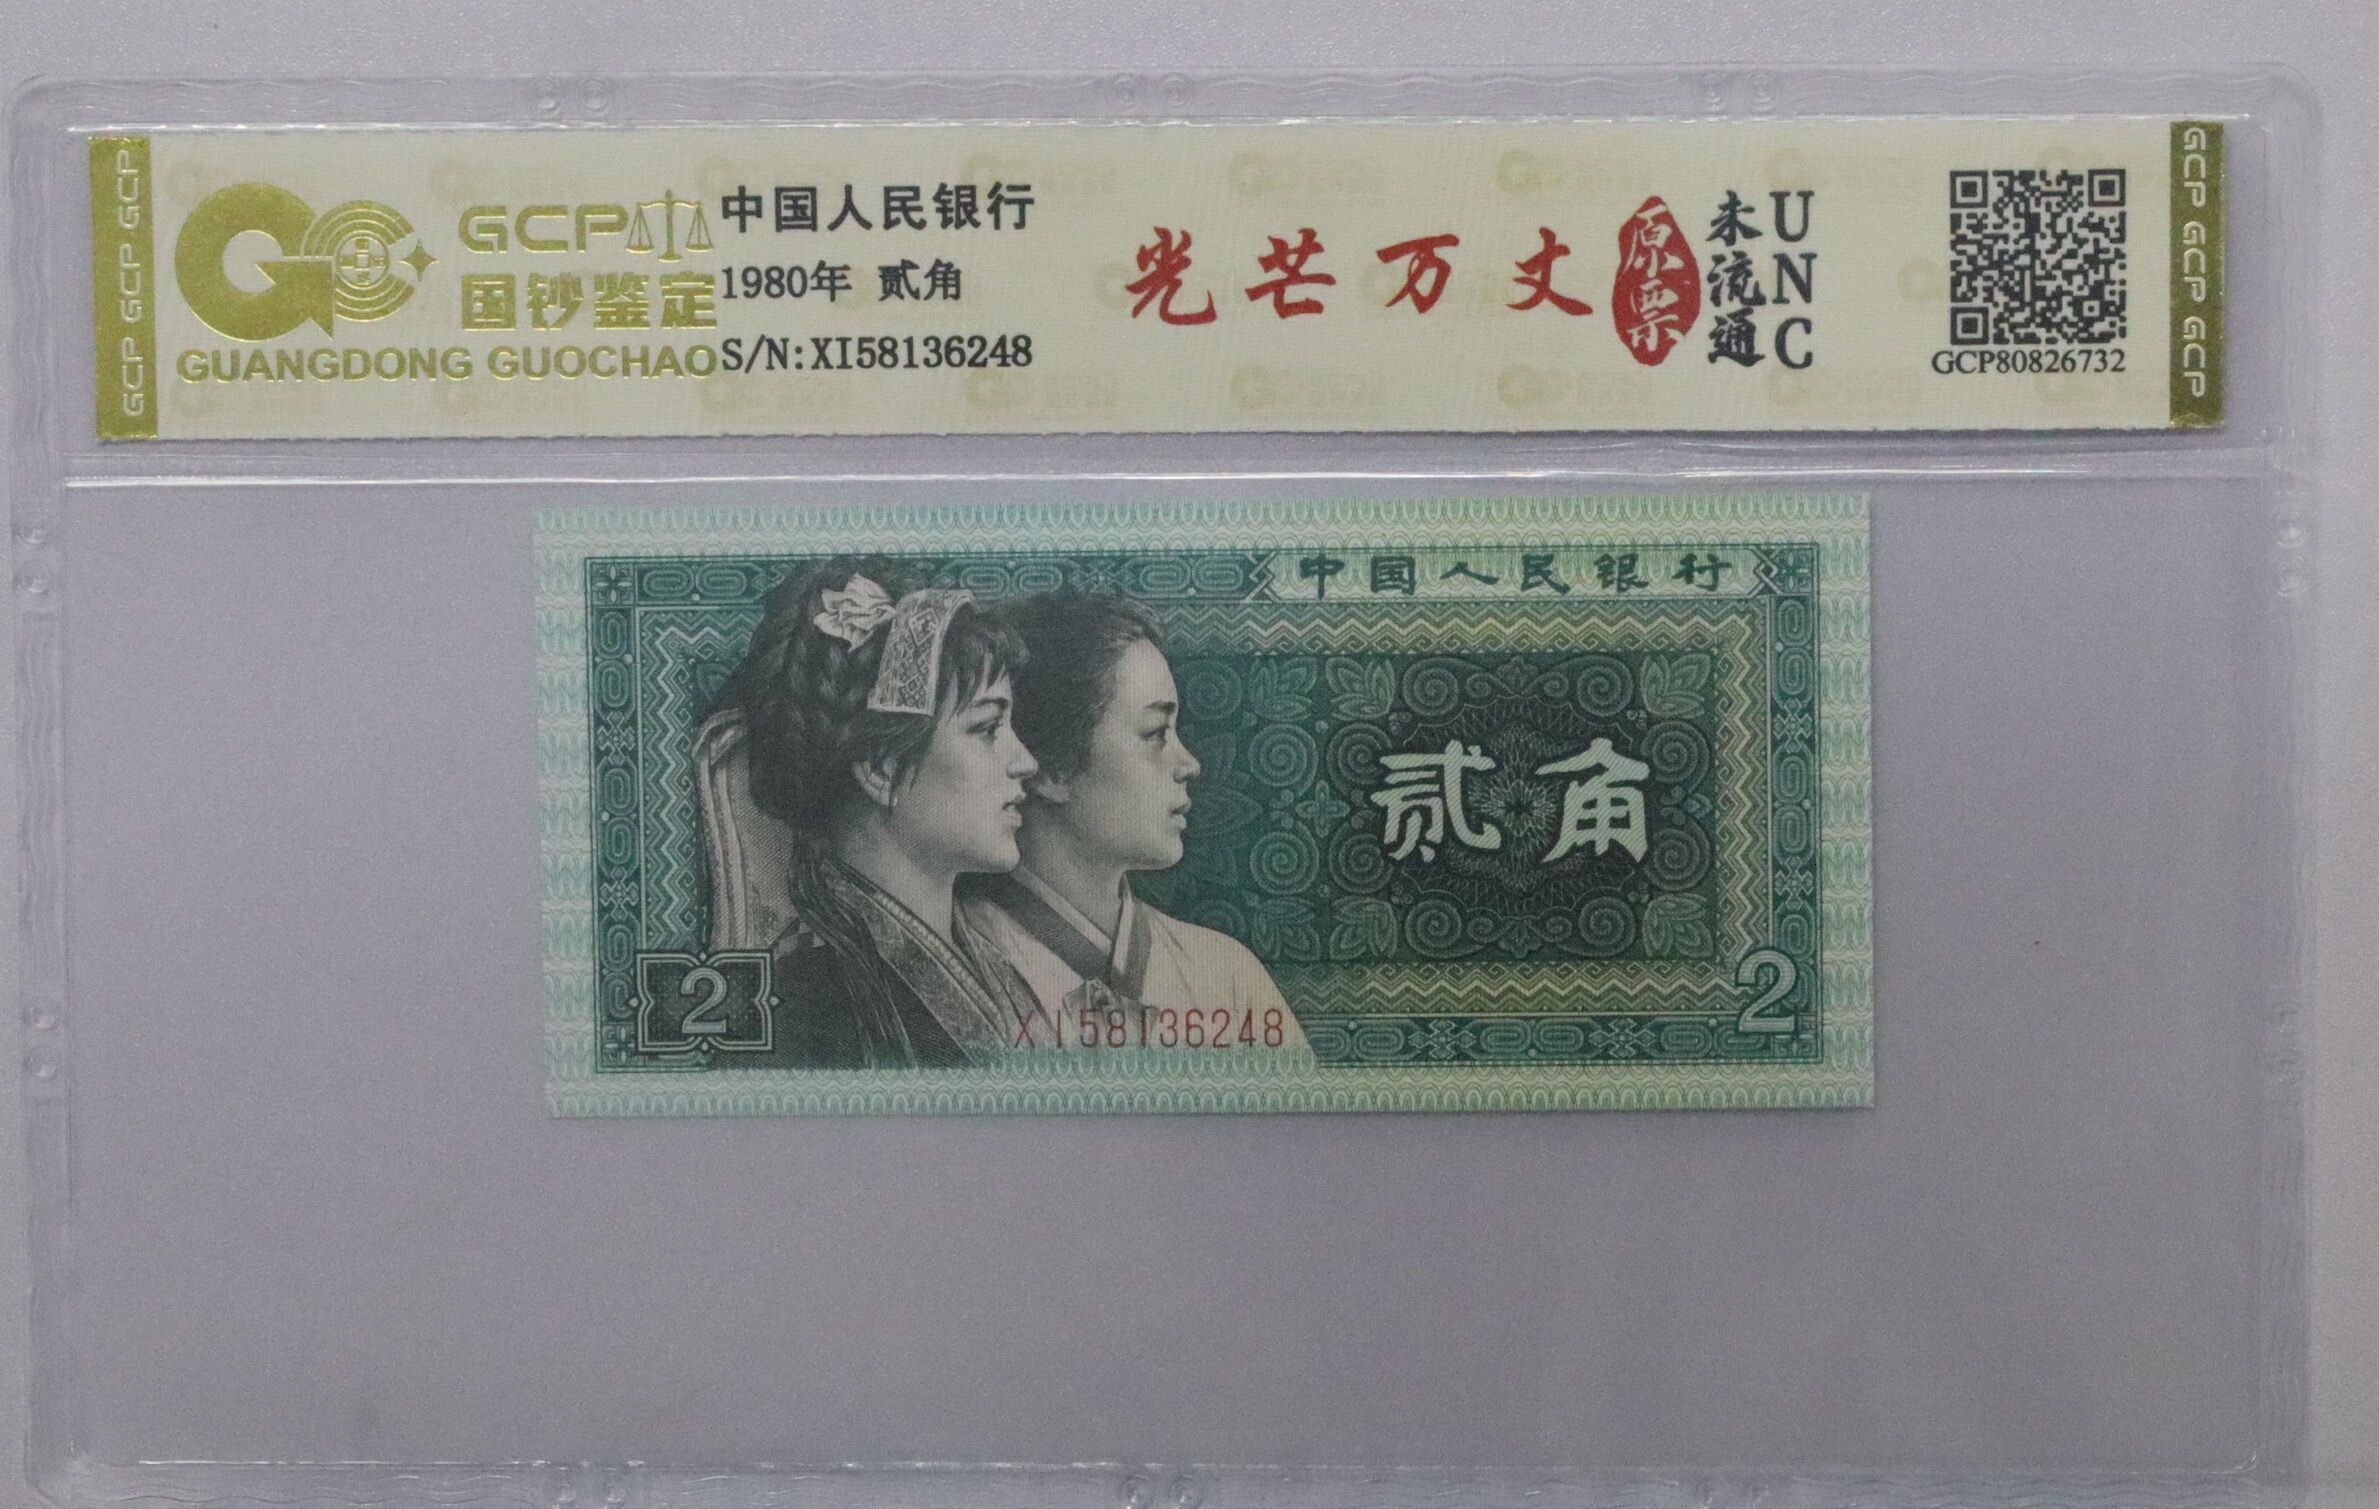 GCP GCP GCP
GCP
国钞鉴定
GUANGDONG GUOCHAO
中国人民银行
1980年 贰角
S/N:XI58136248
光芒万丈
原票
未流通
UNC
GCP80826732
GCP GCP GCP
中国人民银行
贰角
2
XI58136248
2